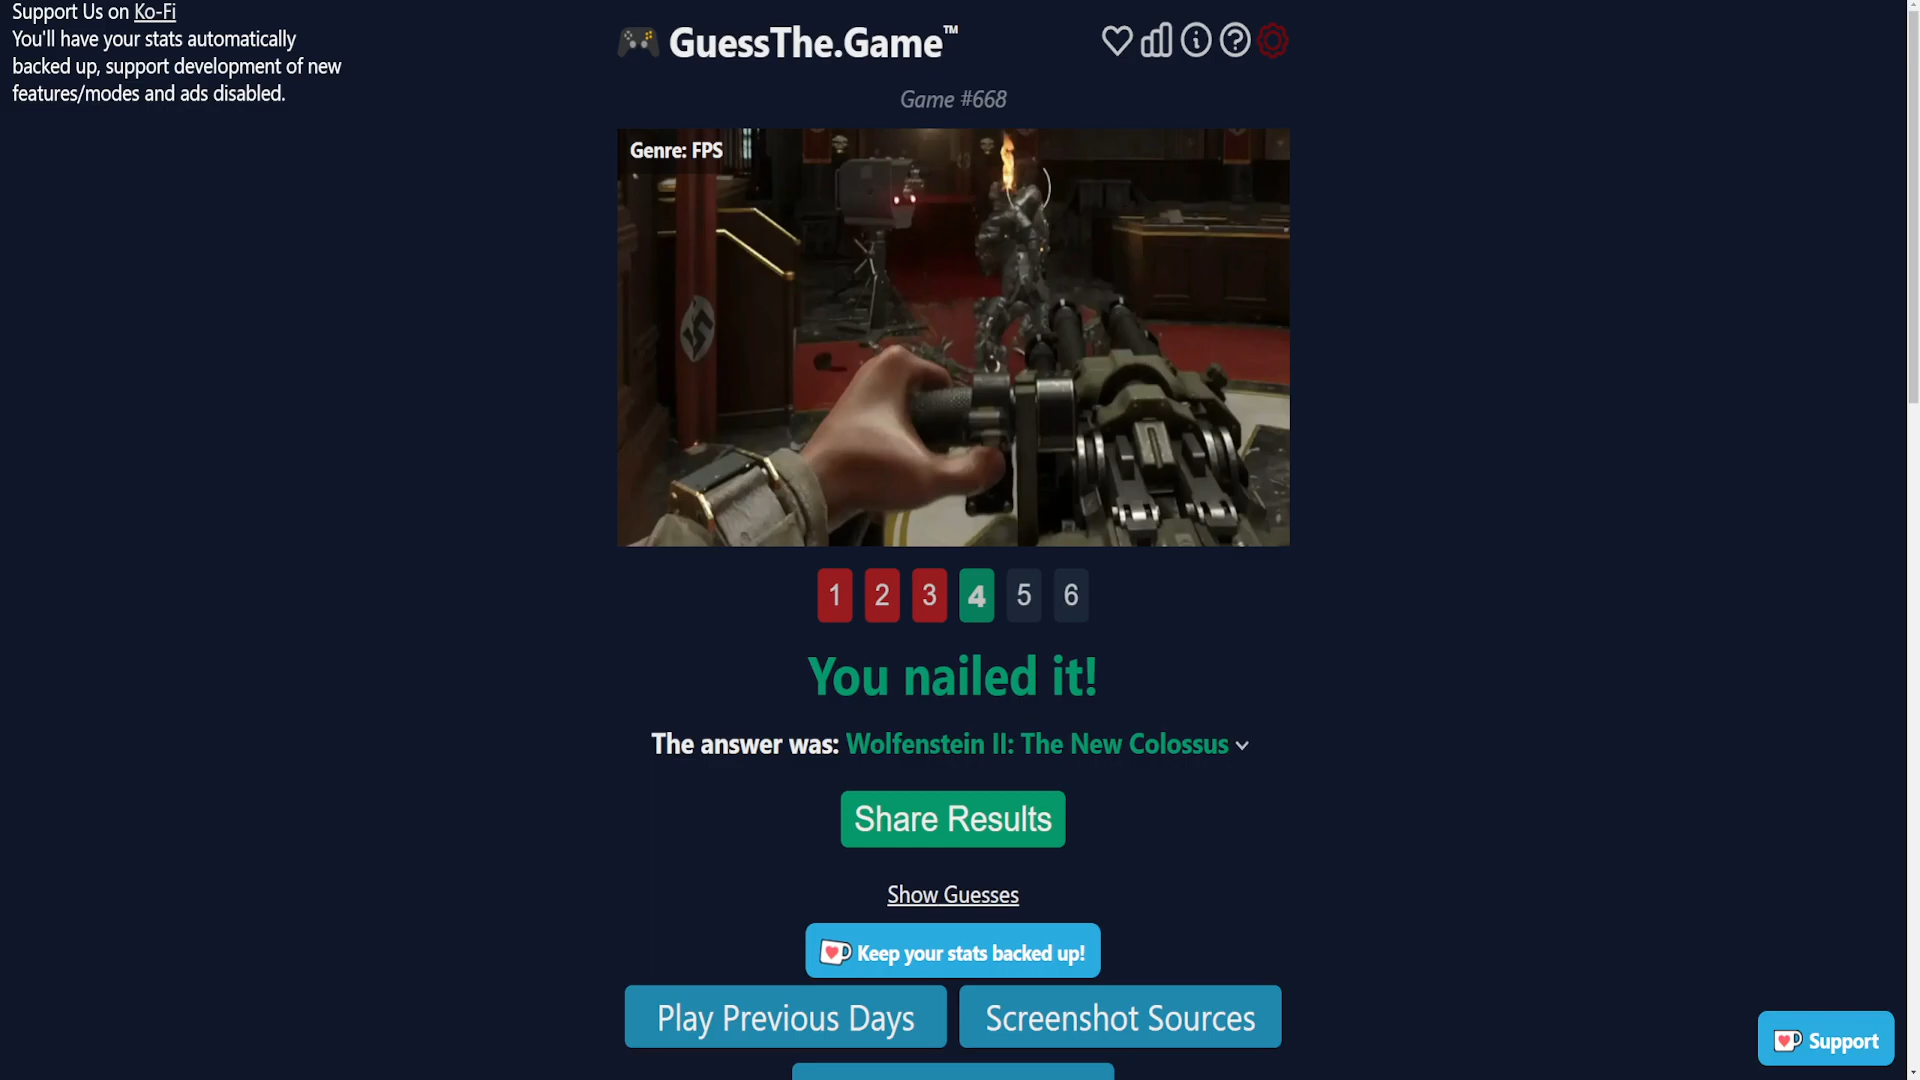 Support Us on Ko-Fi
You'll have your stats automatically
backed up, support development of new
features/modes and ads disabled.
GuessThe.Game™
Game #668
Genre: FPS
1 2 3 4 5 6
You nailed it!
The answer was: Wolfenstein II: The New Colossus
Share Results
Show Guesses
Keep your stats backed up!
Play Previous Days
Screenshot Sources
Support